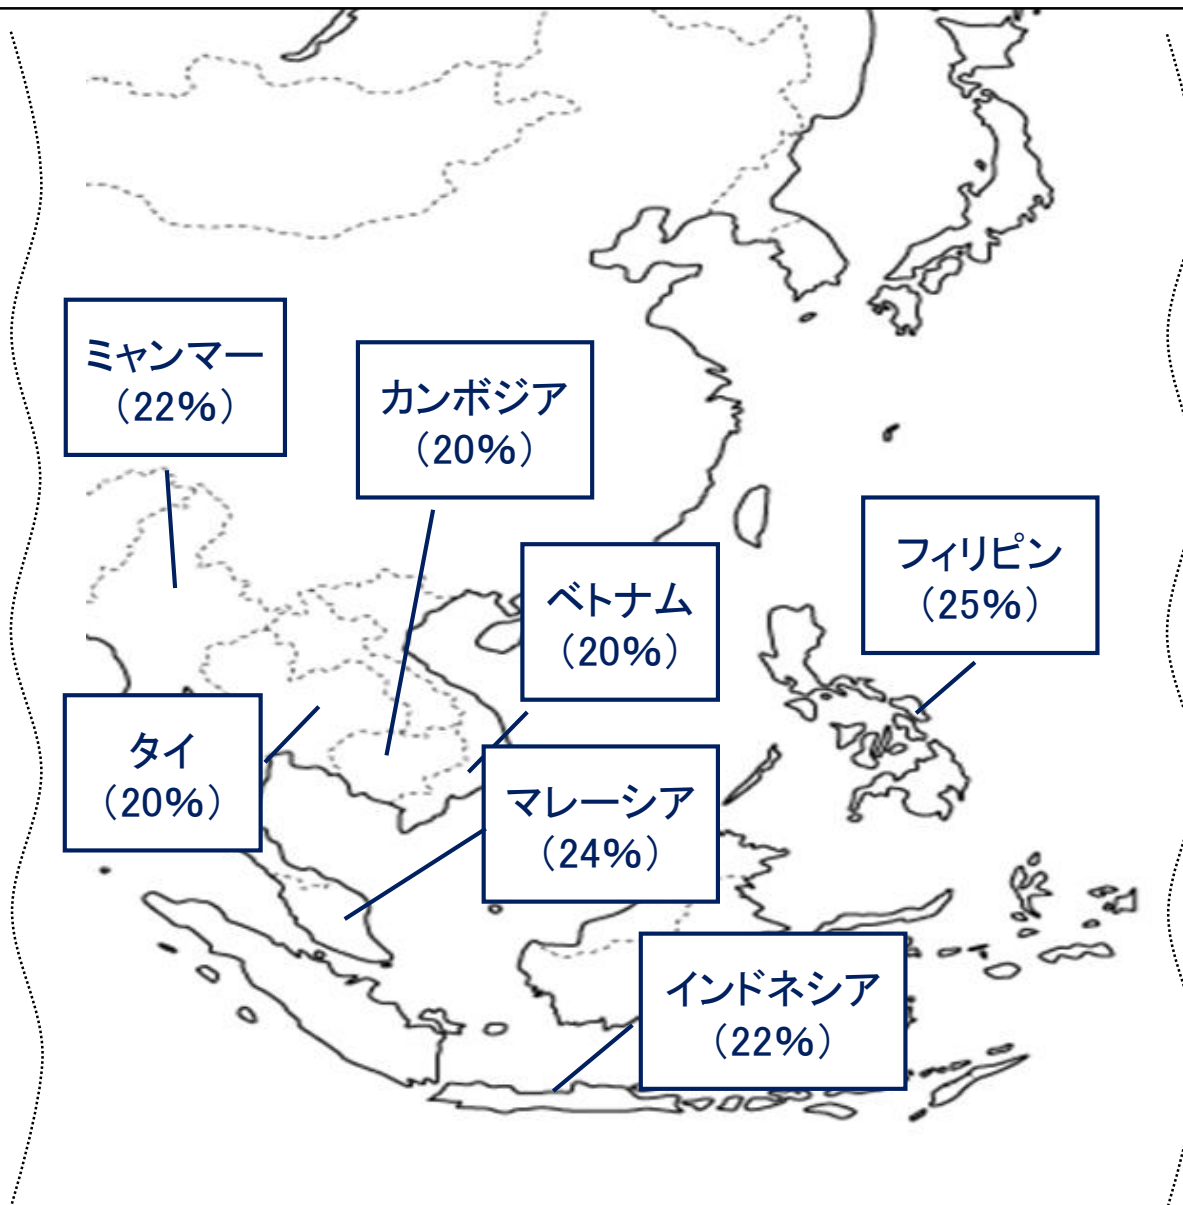 ミャンマー
（22%）
カンボジア
（20%）
ベトナム
（20%）
フィリピン
（25%）
タイ
（20%）
マレーシア
（24%）
インドネシア
（22%）